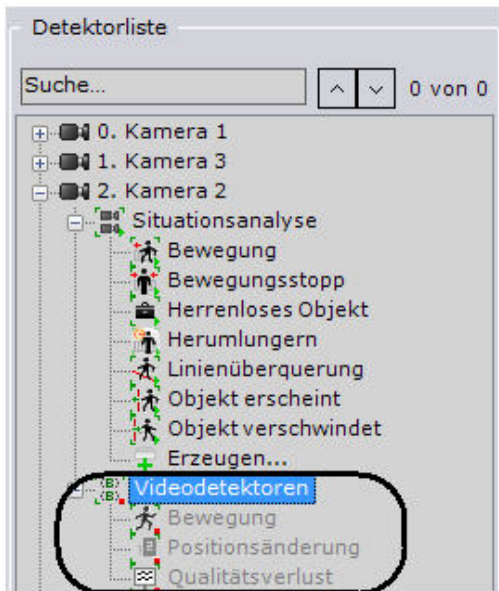 Detektorliste
Suche...
0 von 0
0. Kamera 1
1. Kamera 3
2. Kamera 2
Situationsanalyse
Bewegung
Bewegungsstopp
Herrenloses Objekt
Herumlungern
Linienüberquerung
Objekt erscheint
Objekt verschwindet
Erzeugen...
Videodetektoren
Bewegung
Positionsänderung
Qualitätsverlust